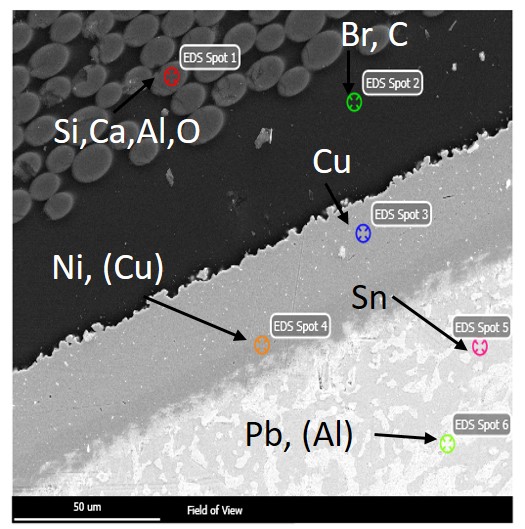 Br, C
EDS Spot 1
EDS Spot 2
Si,Ca,Al,O
Cu
EDS Spot 3
Ni, (Cu)
Sn
EDS Spot 4
EDS Spot 5
EDS Spot 6
Pb, (Al)
50 um
Field of View